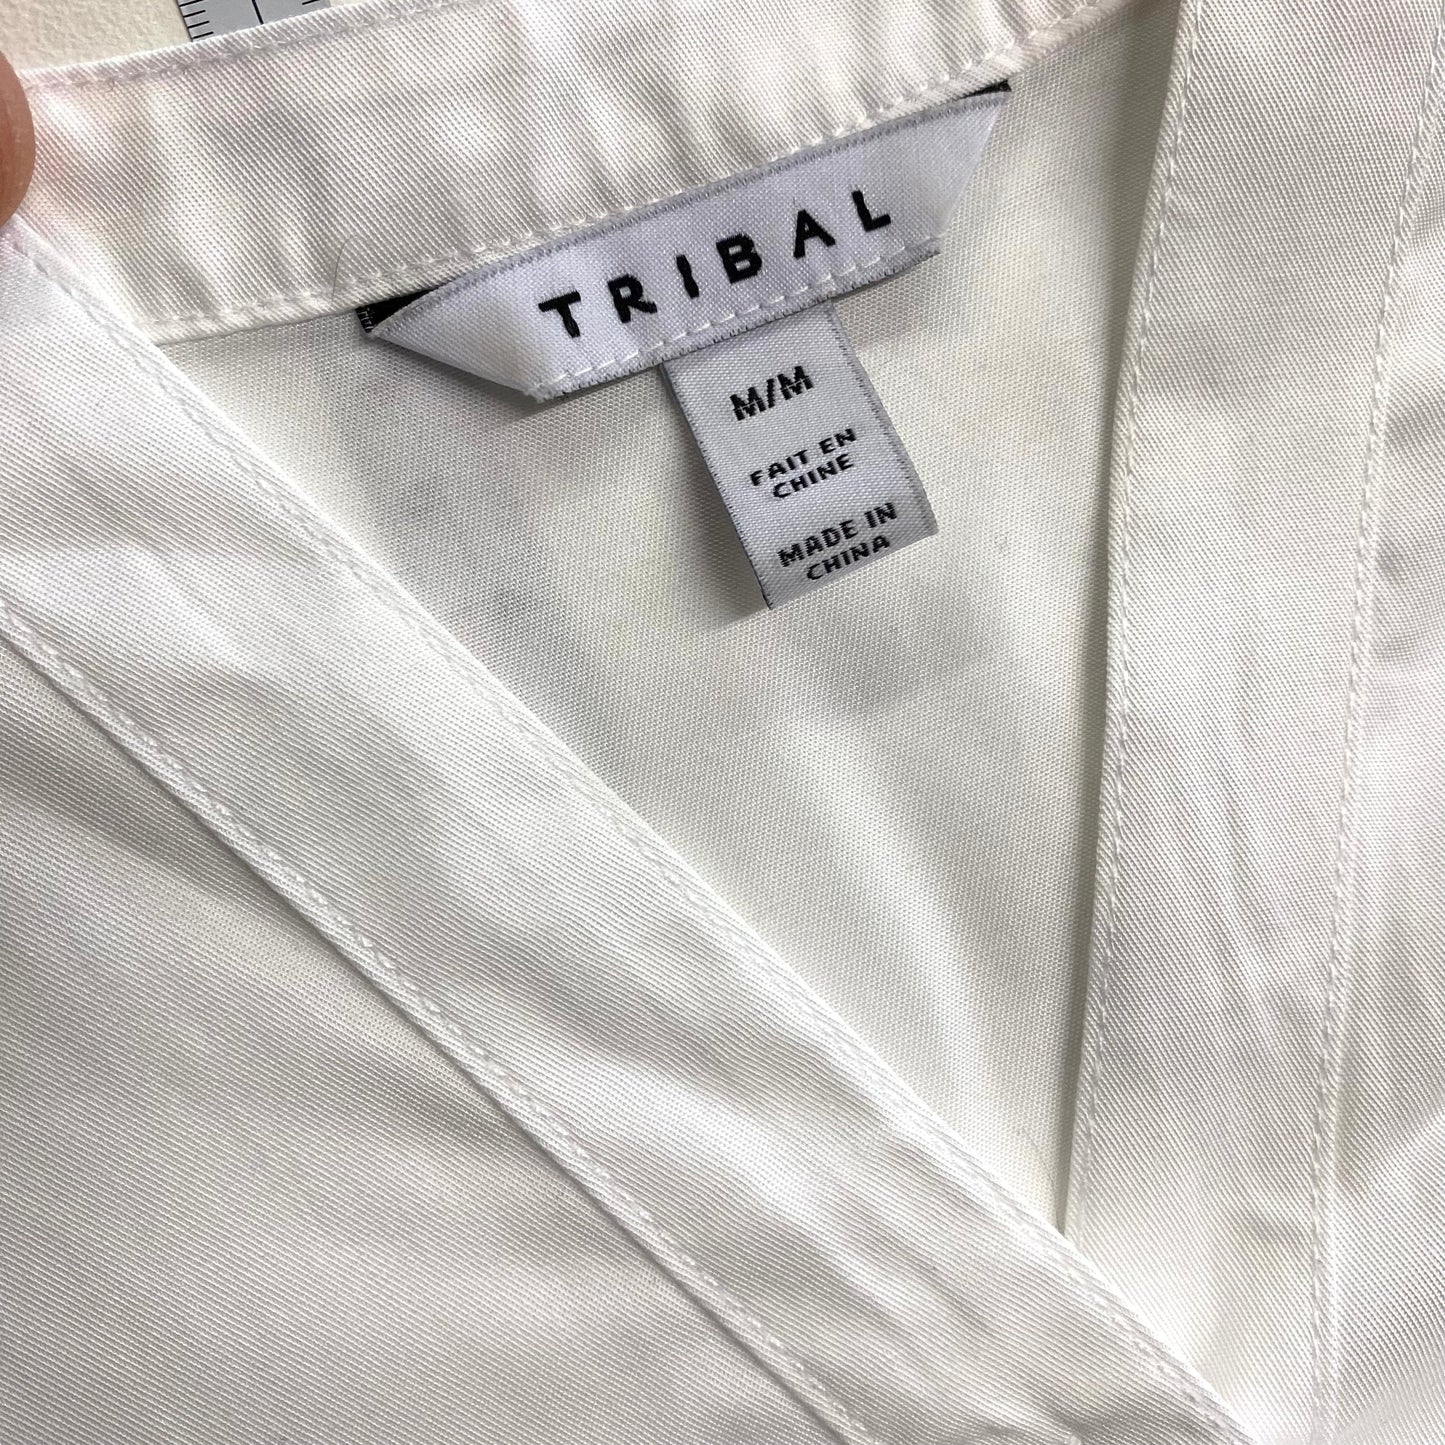 TRIBAL
M/M
FAIT EN
CHINE
MADE IN
CHINA